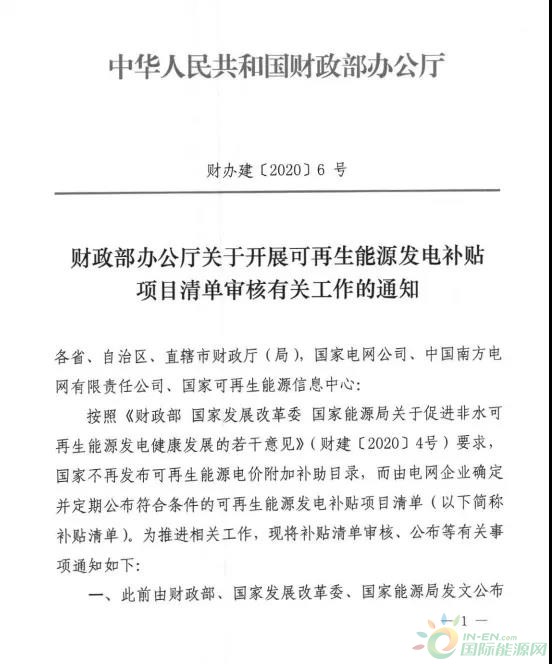 中华人民共和国财政部办公厅
财办建〔2020〕6 号
财政部办公厅关于开展可再生能源发电补贴
项目清单审核有关工作的通知
各省、自治区、直辖市财政厅（局），国家电网公司、中国南方电
网有限责任公司、国家可再生能源信息中心：
按照《财政部 国家发展改革委 国家能源局关于促进非水可
再生能源发电健康发展的若干意见》（财建〔2020〕4号）要求，
国家不再发布可再生能源电价附加补助目录，而由电网企业确定
并定期公布符合条件的可再生能源发电补贴项目清单（以下简称
补贴清单）。为推进相关工作，现将补贴清单审核、公布等有关事
项通知如下：
一、此前由财政部、国家发展改革委、国家能源局发文公布
— 1 —
IN-EN.com
国际能源网